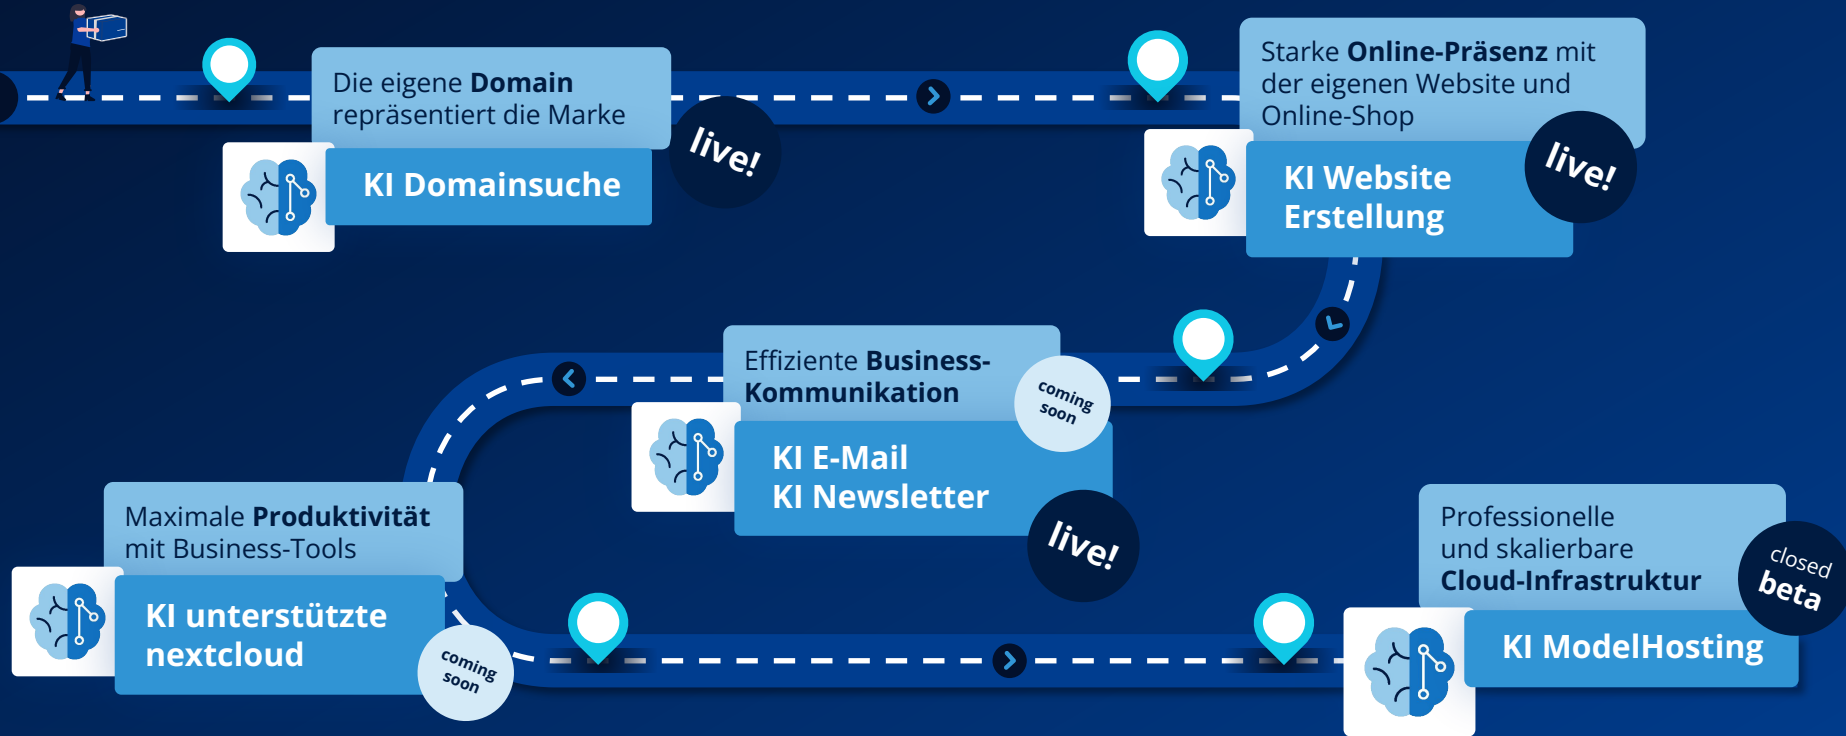 Die eigene Domain
repräsentiert die Marke
KI Domainsuche
live!
Starke Online-Präsenz mit
der eigenen Website und
Online-Shop
KI Website
Erstellung
live!
Effiziente Business-
Kommunikation
coming
soon
KI E-Mail
KI Newsletter
live!
Maximale Produktivität
mit Business-Tools
KI unterstützte
nextcloud
coming
soon
Professionelle
und skalierbare
Cloud-Infrastruktur
closed
beta
KI ModelHosting